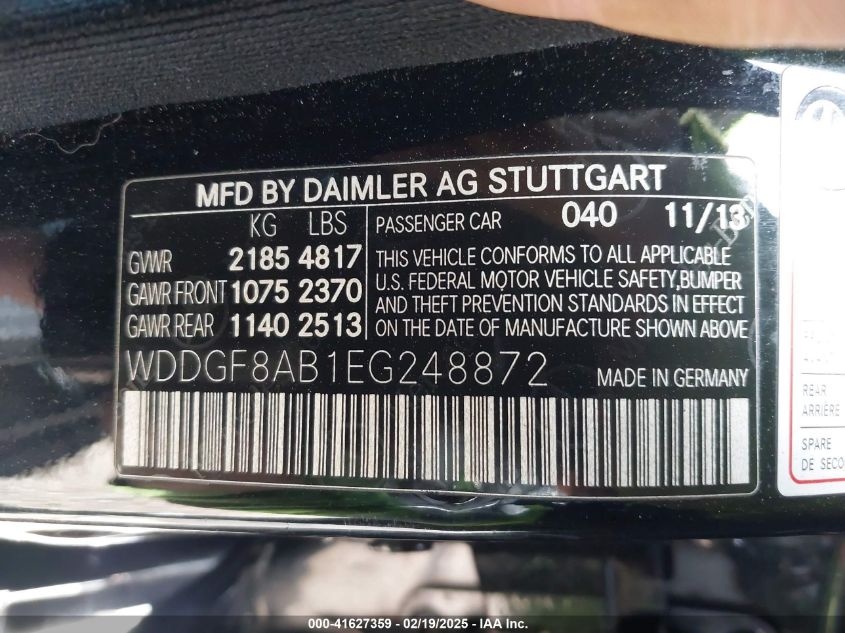 MFD BY DAIMLER AG STUTTGART
KG LBS
GVWR 2185 4817
GAWR FRONT 1075 2370
GAWR REAR 1140 2513
PASSENGER CAR 040 11/13
THIS VEHICLE CONFORMS TO ALL APPLICABLE
U.S. FEDERAL MOTOR VEHICLE SAFETY,BUMPER
AND THEFT PREVENTION STANDARDS IN EFFECT
ON THE DATE OF MANUFACTURE SHOWN ABOVE
WDDGF8AB1EG248872 MADE IN GERMANY
REAR
ARRIÈRE
SPARE
DE SECO
000-41627359 - 02/19/2025 - IAAI.COM